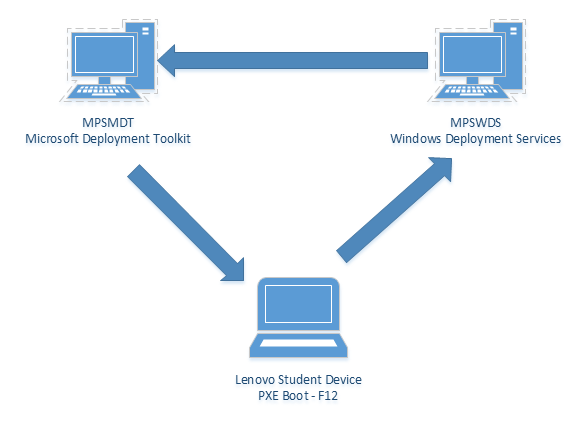 MPSMDT
Microsoft Deployment Toolkit
MPSWDS
Windows Deployment Services
Lenovo Student Device
PXE Boot - F12